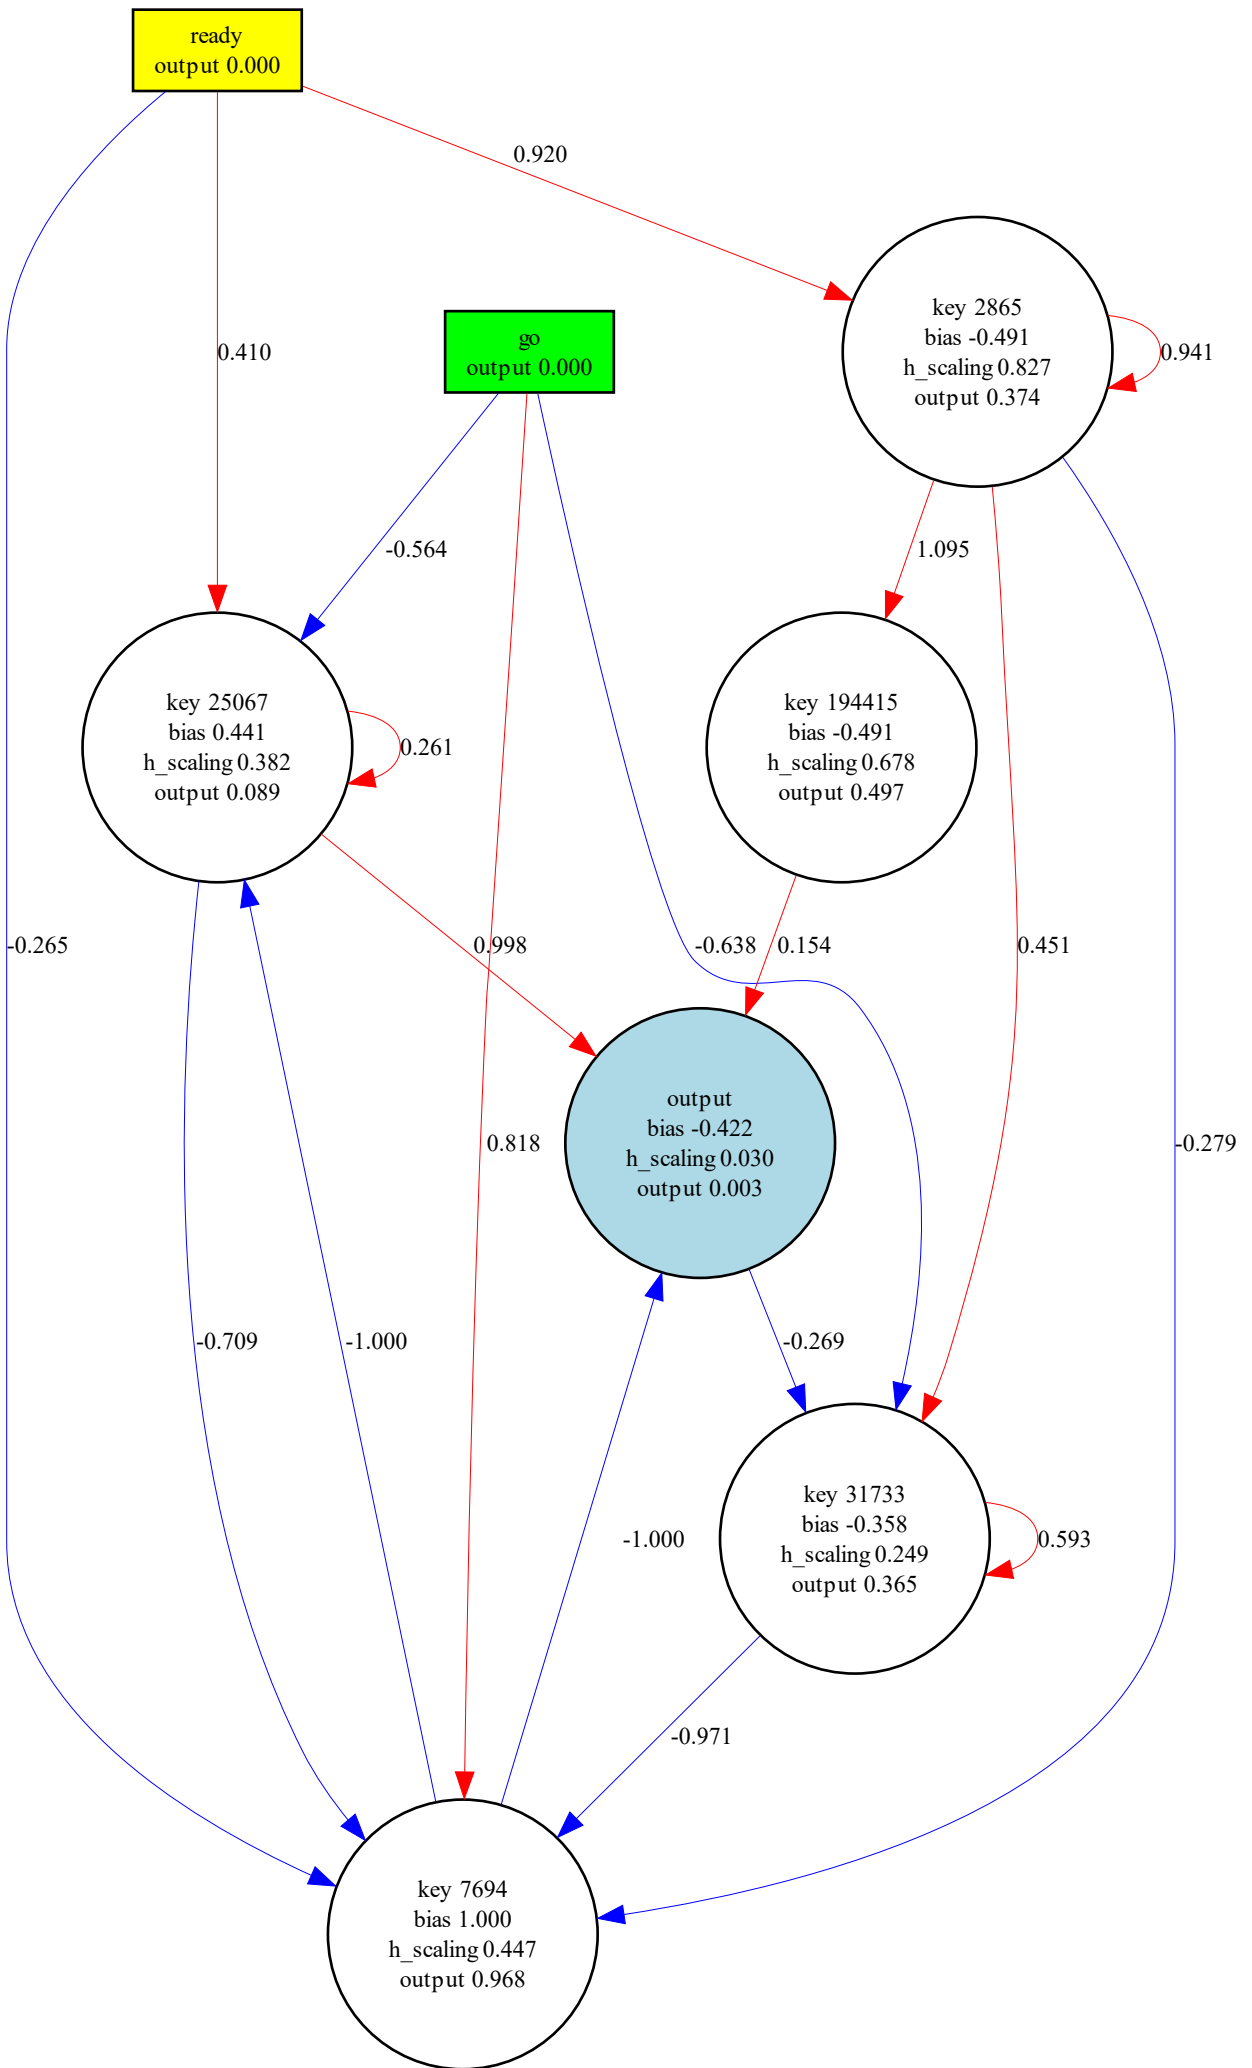 ready
output 0.000
0.920
key 2865
bias -0.491
h_scaling 0.827
output 0.374
0.941
go
output 0.000
0.410
-0.564
1.095
key 25067
bias 0.441
h_scaling 0.382
output 0.089
0.261
key 194415
bias -0.491
h_scaling 0.678
output 0.497
-0.265
0.998
-0.638
0.154
0.451
output
bias -0.422
h_scaling 0.030
output 0.003
0.818
-0.279
-0.709
-1.000
-0.269
key 31733
bias -0.358
h_scaling 0.249
output 0.365
-1.000
0.593
-0.971
key 7694
bias 1.000
h_scaling 0.447
output 0.968